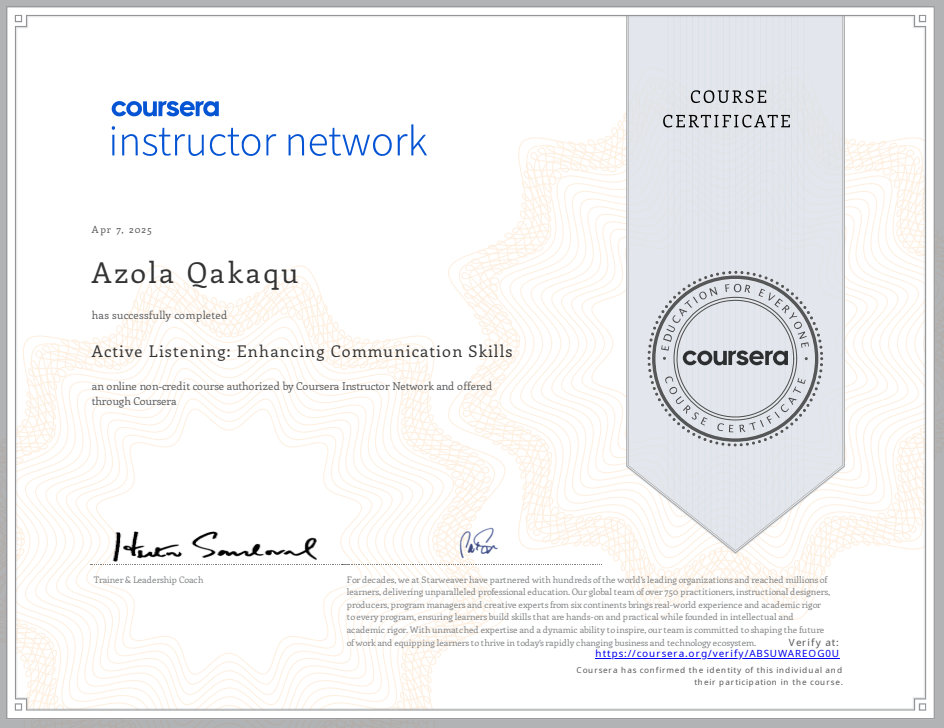 coursera
instructor network
COURSE
CERTIFICATE
Apr 7, 2025
Azola Qakaqu
has successfully completed
Active Listening: Enhancing Communication Skills
an online non-credit course authorized by Coursera Instructor Network and offered
through Coursera
EDUCATION FOR EVERYONE
coursera
COURSE CERTIFICATE
Trainer & Leadership Coach
For decades, we at Starweaver have partnered with hundreds of the world's leading organizations and reached millions of
learners, delivering unparalleled professional education. Our global team of over 750 practitioners, instructional designers,
producers, program managers and creative experts from six continents brings real-world experience and academic rigor
to every program, ensuring learners build skills that are hands-on and practical while founded in intellectual and
academic rigor. With unmatched expertise and a dynamic ability to inspire, our team is committed to shaping the future
of work and equipping learners to thrive in today's rapidly changing business and technology ecosystem.
Verify at:
https://coursera.org/verify/ABSUWAREOG0U
Coursera has confirmed the identity of this individual and
their participation in the course.